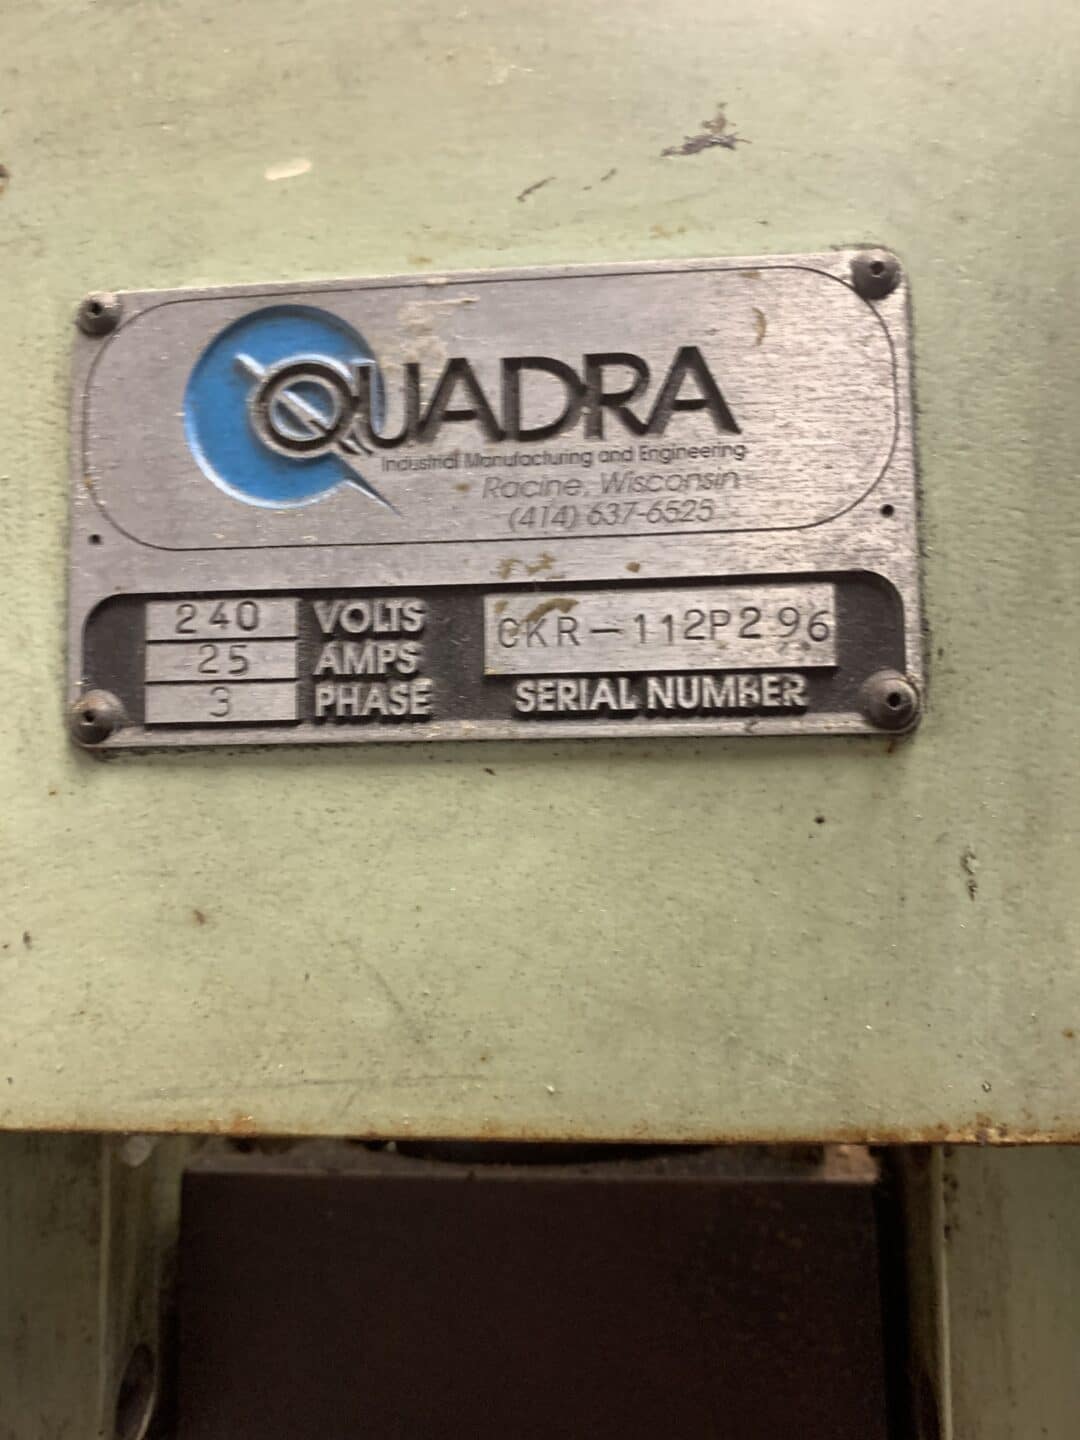 QUADRA
Industrial Manufacturing and Engineering
Racine, Wisconsin
(414) 637-6525
240 VOLTS
25 AMPS
3 PHASE
CKR-112P296
SERIAL NUMBER